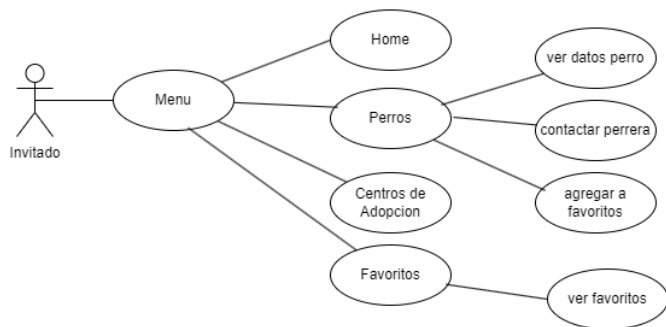 Home
ver datos perro
Menu
Perros
contactar perrera
Invitado
Centros de
Adopcion
agregar a
favoritos
Favoritos
ver favoritos